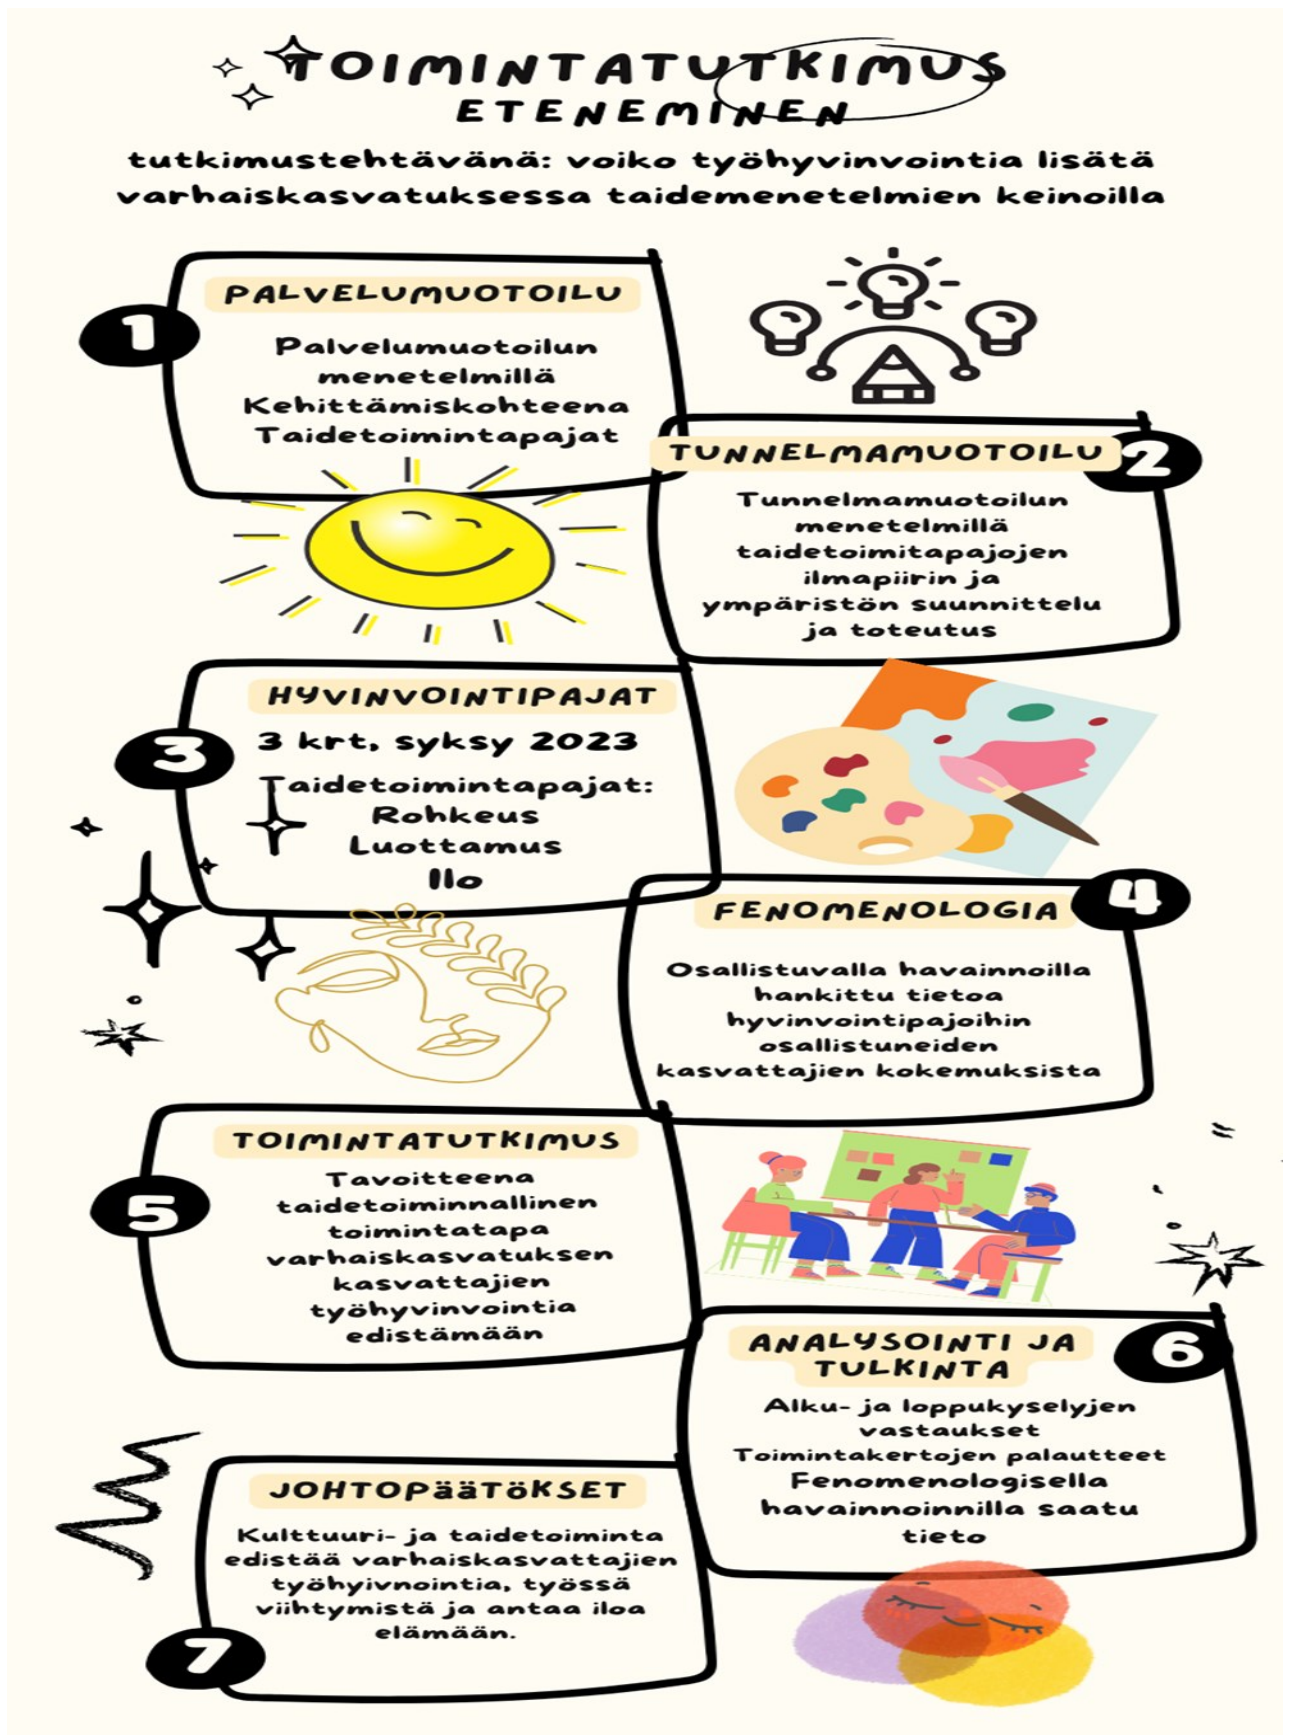 TOIMINTATUTKIMUS
ETENEMINEN
tutkimustehtävänä: voiko työhyvinvointia lisätä
varhaiskasvatuksessa taidemenetelmien keinoilla
1
PALVELUMUOTOILU
Palvelumuotoilun
menetelmillä
Kehittämiskohteena
Taidetoimintapajat
2
TUNNELMAMUOTOILU
Tunnelmamuotoilun
menetelmillä
taidetoimitapajojen
ilmapiirin ja
ympäristön suunnittelu
ja toteutus
3
HYVINVOINTIPAJAT
3 krt, syksy 2023
Taidetoimintapajat:
Rohkeus
Luottamus
Ilo
4
FENOMENOLOGIA
Osallistuvalla havainnoilla
hankittu tietoa
hyvinvointipajoihin
osallistuneiden
kasvattajien kokemuksista
5
TOIMINTATUTKIMUS
Tavoitteena
taidetoiminnallinen
toimintatapa
varhaiskasvatuksen
kasvattajien
työhyvinvointia
edistämään
6
ANALYSOINTI JA
TULKINTA
Alku- ja loppukyselyjen
vastaukset
Toimintakertojen palautteet
Fenomenologisella
havainnoinnilla saatu
tieto
7
JOHTOPääTöKSET
Kulttuuri- ja taidetoiminta
edistää varhaiskasvattajien
työhyivnointia, työssä
viihtymistä ja antaa iloa
elämään.